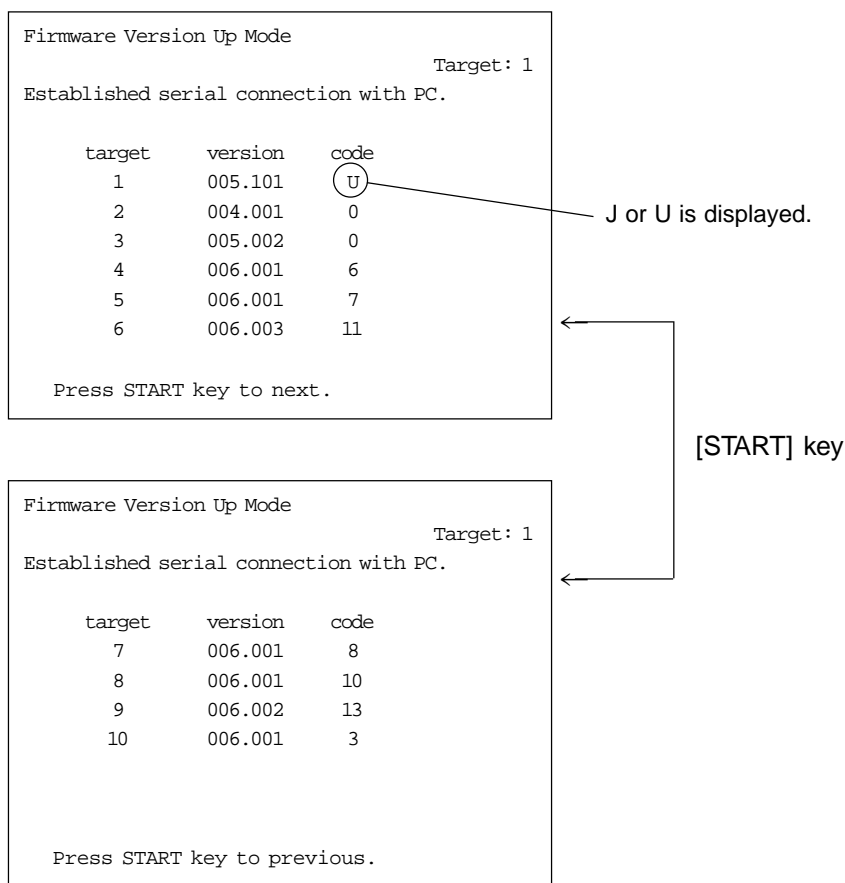 Firmware Version Up Mode
Target: 1
Established serial connection with PC.
target version code
1 005.101 U
2 004.001 0
3 005.002 0
4 006.001 6
5 006.001 7
6 006.003 11
Press START key to next.
J or U is displayed.
[START] key
Firmware Version Up Mode
Target: 1
Established serial connection with PC.
target version code
7 006.001 8
8 006.001 10
9 006.002 13
10 006.001 3
Press START key to previous.